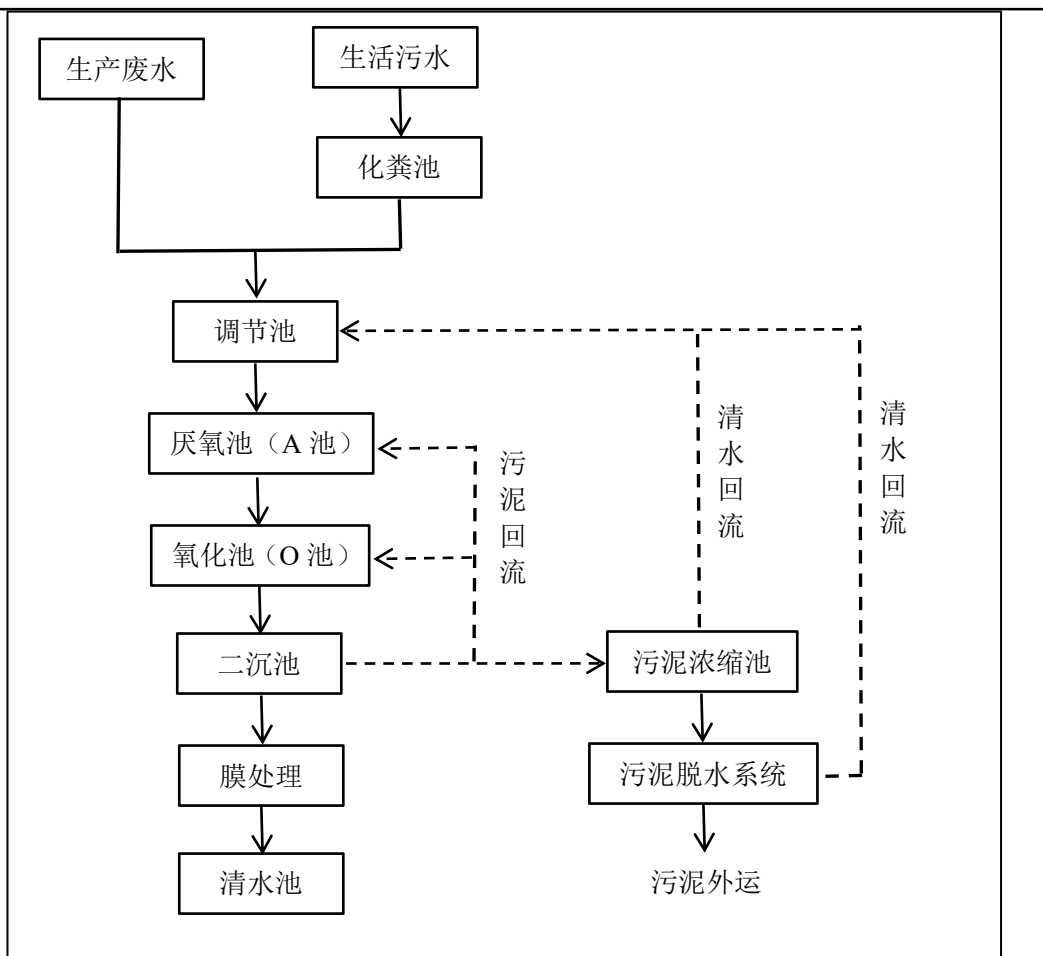 生产废水
生活污水
化粪池
调节池
厌氧池（A 池）
氧化池（O 池）
二沉池
膜处理
清水池
污泥回流
清水回流
清水回流
污泥浓缩池
污泥脱水系统
污泥外运